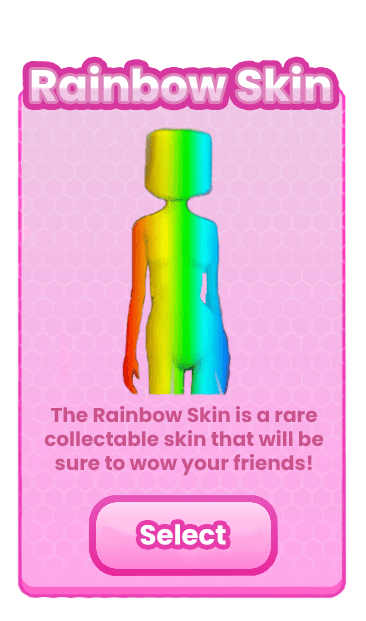 Rainbow Skin
The Rainbow Skin is a rare
collectable skin that will be
sure to wow your friends!
Select